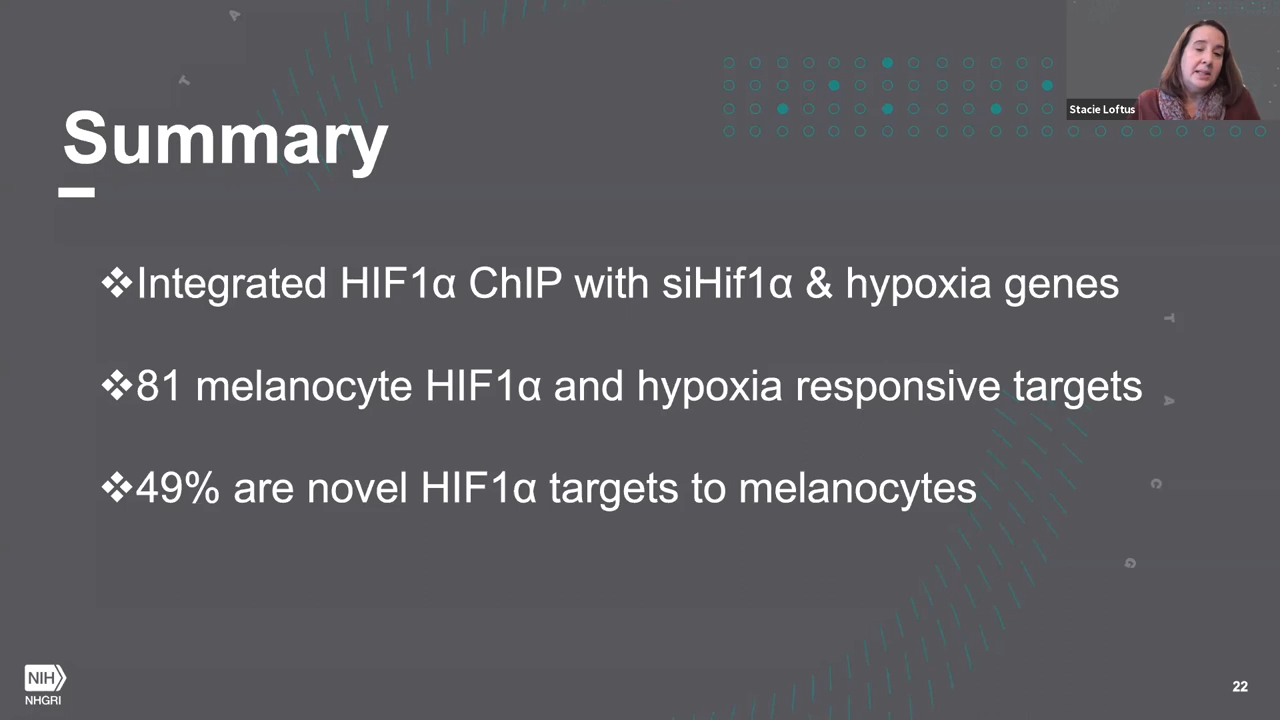 Stacie Loftus
Summary
❖Integrated HIF1α ChIP with siHif1α & hypoxia genes
❖81 melanocyte HIF1α and hypoxia responsive targets
❖49% are novel HIF1α targets to melanocytes
A
T
T
A
C
G
NIH
NHGRI
22